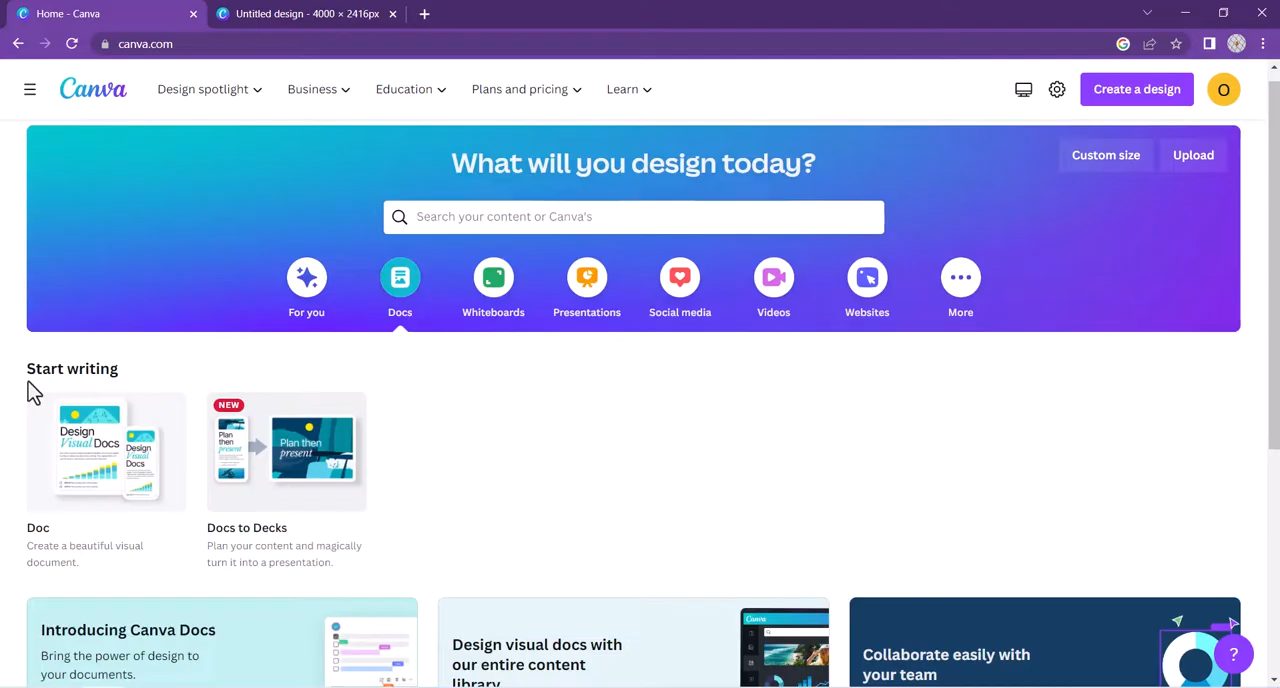 Home - Canva
Untitled design - 4000 × 2416px
canva.com
Canva
Design spotlight
Business
Education
Plans and pricing
Learn
Create a design
O
What will you design today?
Custom size
Upload
Search your content or Canva's
For you
Docs
Whiteboards
Presentations
Social media
Videos
Websites
More
Start writing
Design
Visual Docs
Design
Visual
Docs
NEW
Plan
then
present
Plan then
present
Doc
Create a beautiful visual
document.
Docs to Decks
Plan your content and magically
turn it into a presentation.
Introducing Canva Docs
Bring the power of design to
your documents.
Design visual docs with
our entire content
library
Canva
Collaborate easily with
your team
?